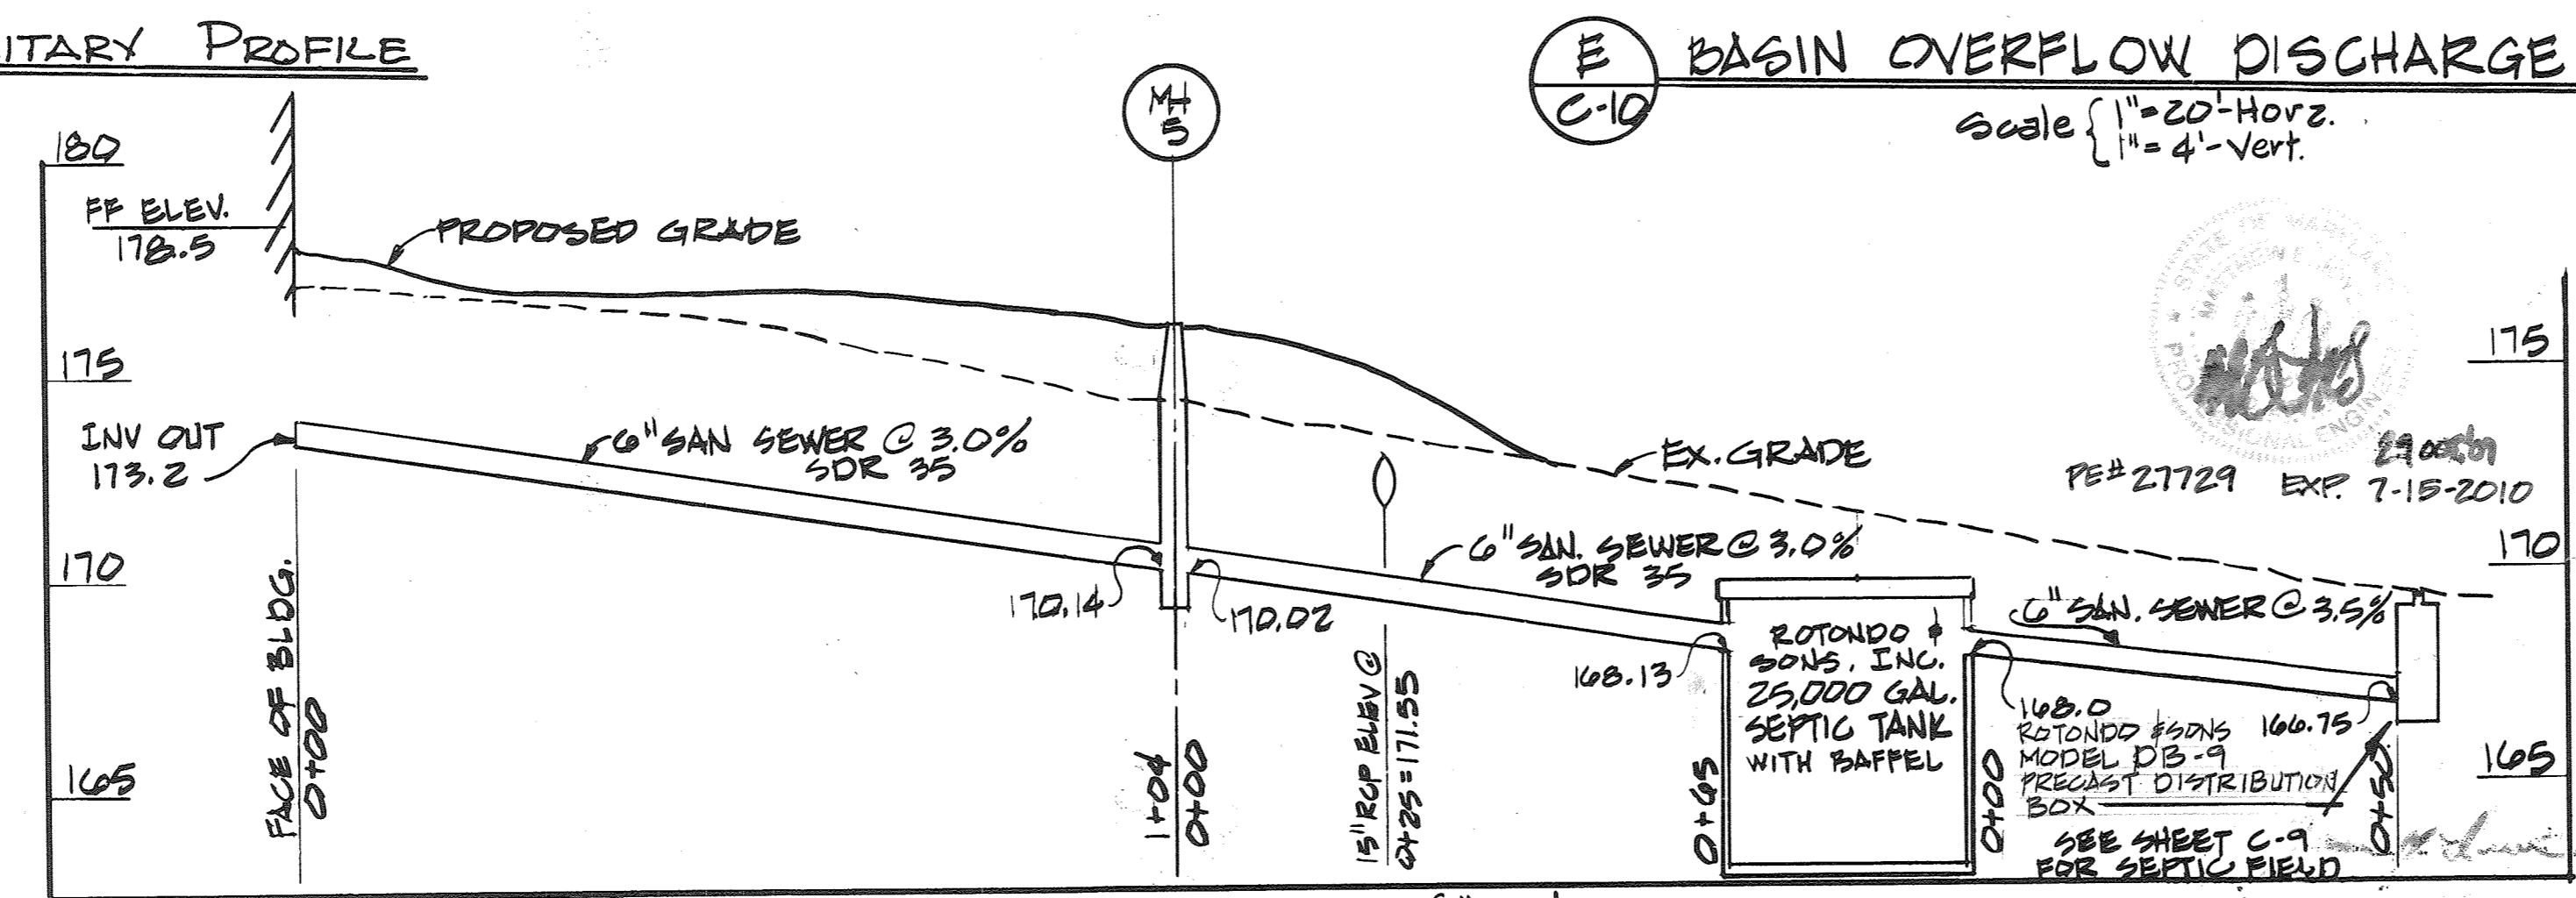 ITARY PROFILE
E
C-10
BASIN OVERFLOW DISCHARGE
Scale { 1"=20'-Horz.
1"= 4'-Vert.
MH
5
180
FF ELEV.
178.5
PROPOSED GRADE
175
175
INV OUT
173.2
6" SAN SEWER @ 3.0%
SDR 35
EX. GRADE
STATE OF MARYLAND
PROFESSIONAL ENGINEER
PE# 27729 EXP. 7-15-2010
170
170
170.14
170.02
6" SAN. SEWER @ 3.0%
SDR 35
6" SAN. SEWER @ 3.5%
168.13
ROTONDO &
SONS, INC.
25,000 GAL.
SEPTIC TANK
WITH BAFFEL
168.0
166.75
ROTONDO & SONS
MODEL DB-9
PRECAST DISTRIBUTION
BOX
SEE SHEET C-9
FOR SEPTIC FIELD
165
165
FACE OF BLDG.
0+00
1+04
0+00
15" RCP ELEV @
0+25 = 171.55
0+65
0+00
0+50